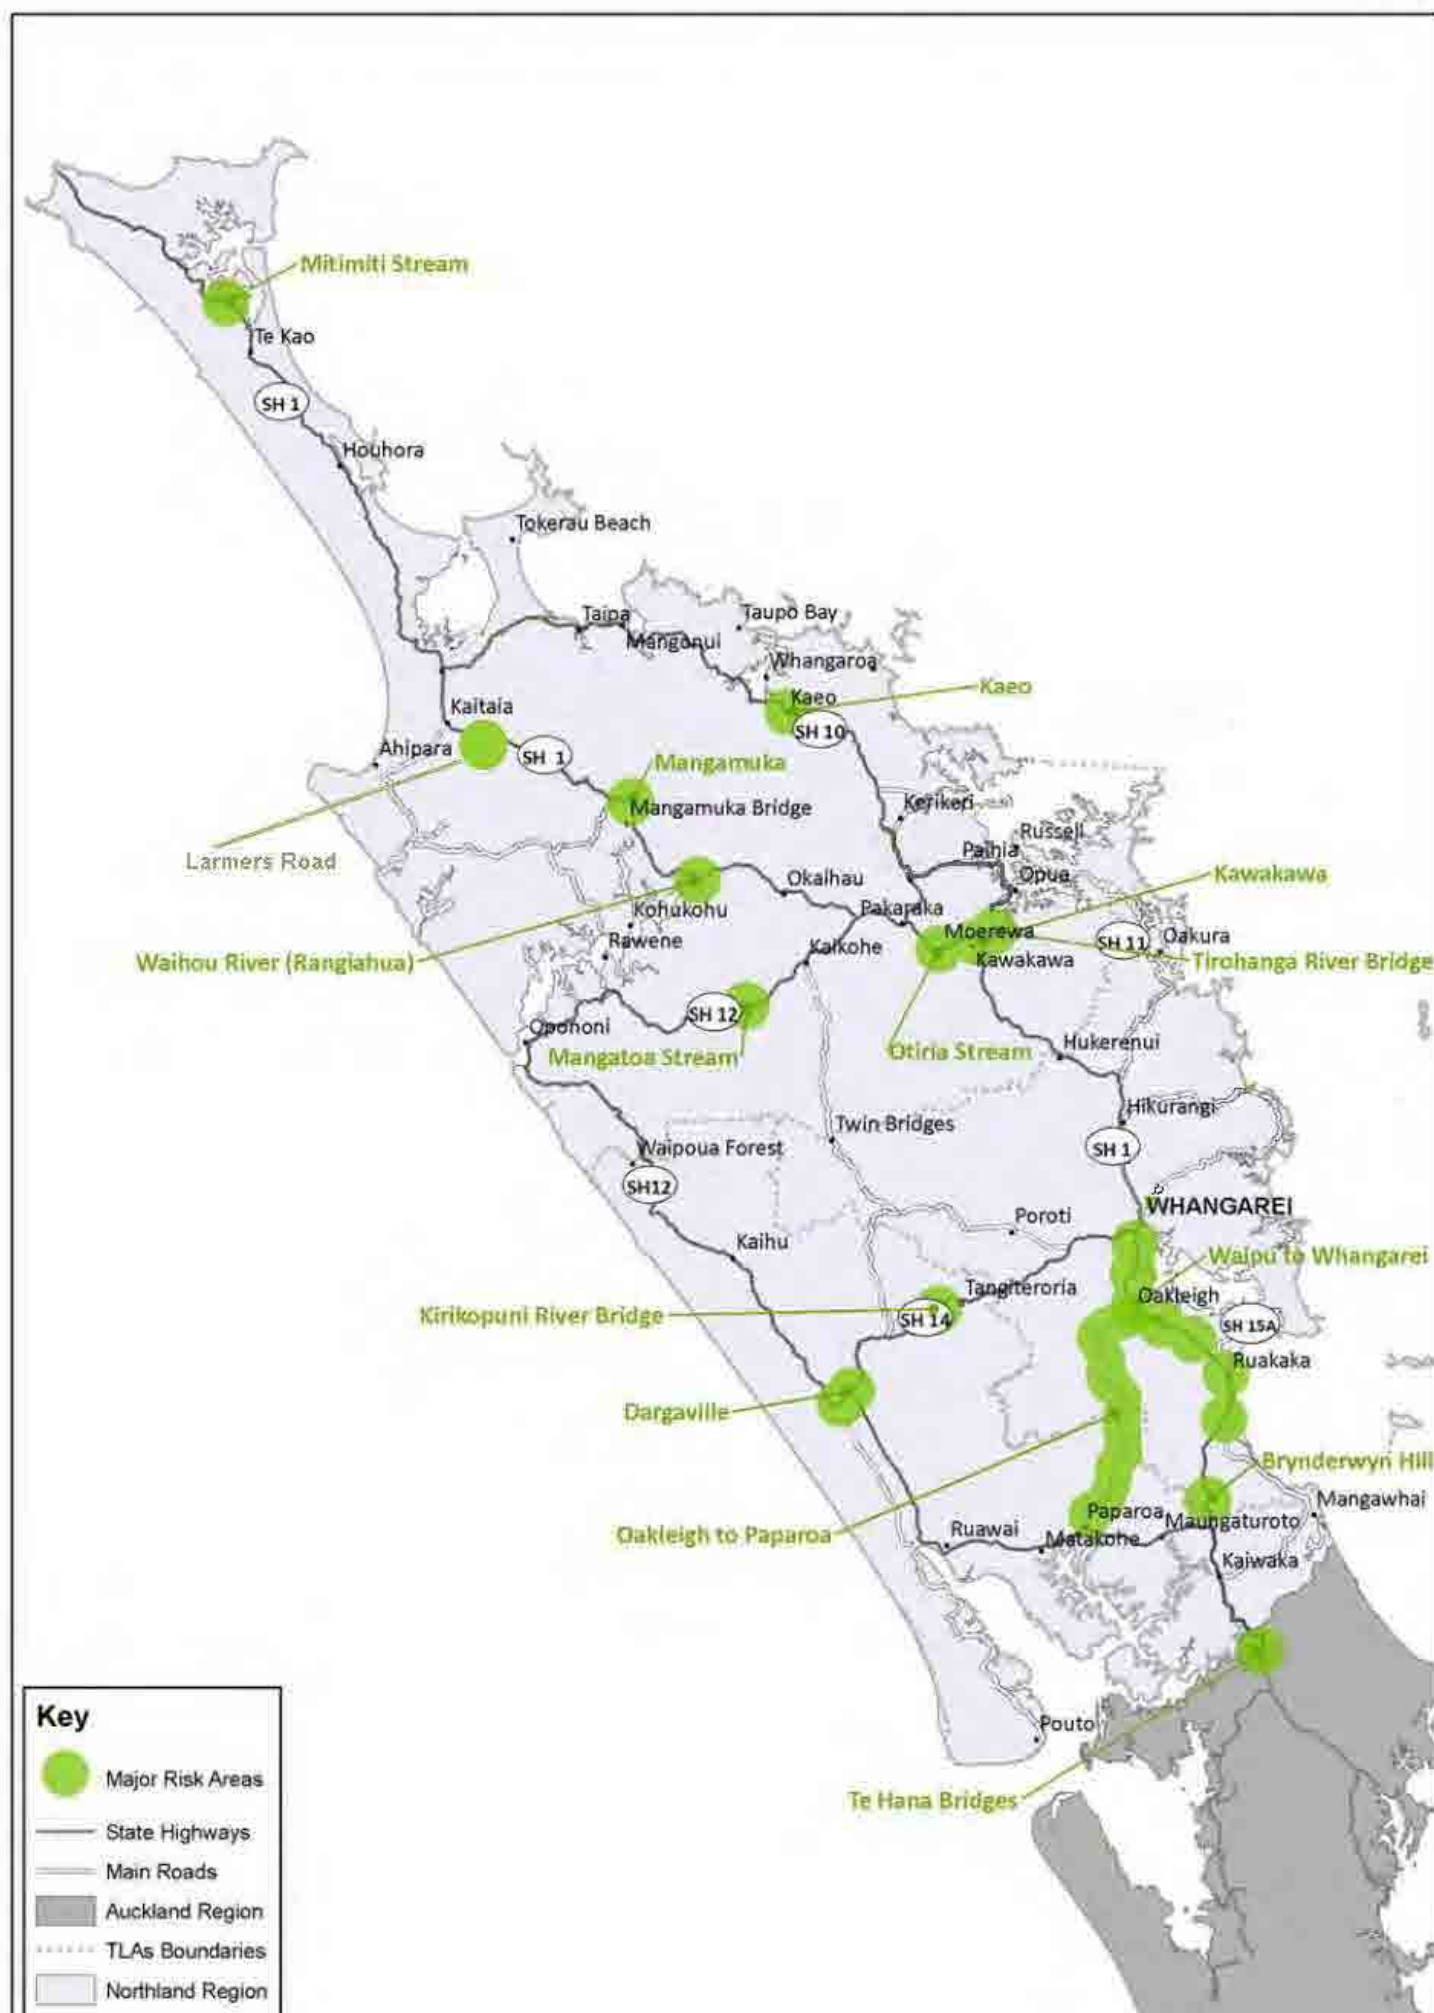 Mitimiti Stream
Te Kao
SH 1
Houhora
Tokerau Beach
Taipa
Taupo Bay
Mangonui
Whangaroa
Kaeo
Kaeo
SH 10
Kaitaia
Ahipara
SH 1
Mangamuka
Mangamuka Bridge
Kerikeri
Russell
Paihia
Larmers Road
Opua
Kawakawa
Okaihau
Kohukohu
Pakaraka
Moerewa
Rawene
SH 11
Oakura
Kaikohe
Kawakawa
Waihou River (Rangiahua)
Tirohanga River Bridge
SH 12
Opononi
Mangatoa Stream
Otiria Stream
Hukerenui
Hikurangi
Twin Bridges
Waipoua Forest
SH 1
SH12
WHANGAREI
Poroti
Kaihu
Waipu to Whangarei
Tangiteroria
Oakleigh
Kirikopuni River Bridge
SH 14
SH 15A
Ruakaka
Dargaville
Brynderwyn Hill
Mangawhai
Paparoa
Maungaturoto
Oakleigh to Paparoa
Ruawai
Matakohe
Kaiwaka
Pouto
Te Hana Bridges
Key
Major Risk Areas
State Highways
Main Roads
Auckland Region
TLAs Boundaries
Northland Region